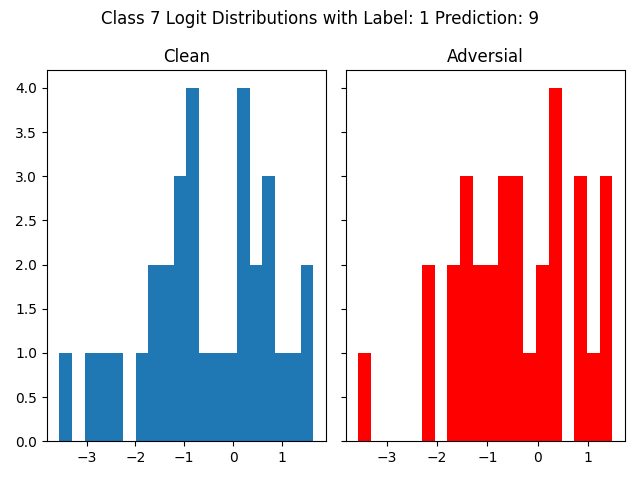 Class 7 Logit Distributions with Label: 1 Prediction: 9
Clean
Adversial
4.0
3.5
3.0
2.5
2.0
1.5
1.0
0.5
0.0
−3 −2 −1 0 1
−3 −2 −1 0 1